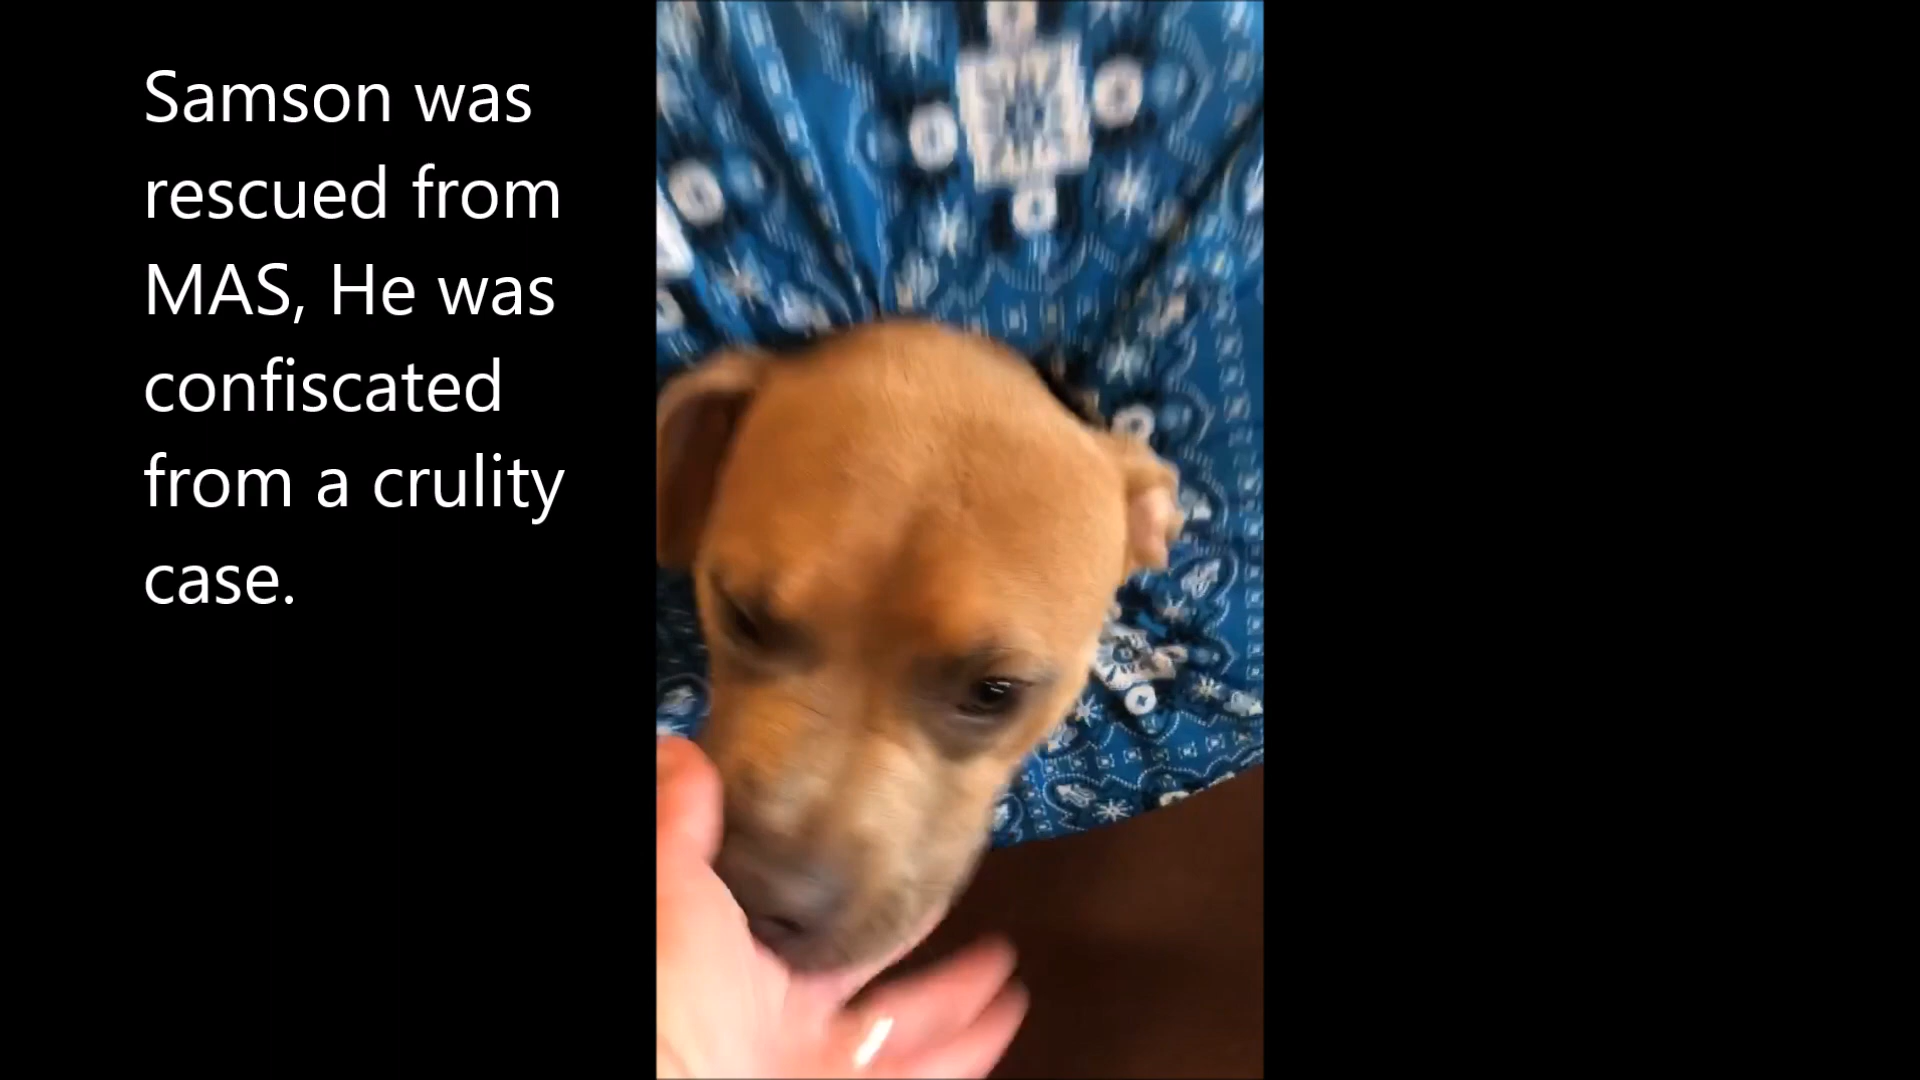 Samson was
rescued from
MAS, He was
confiscated
from a crulity
case.